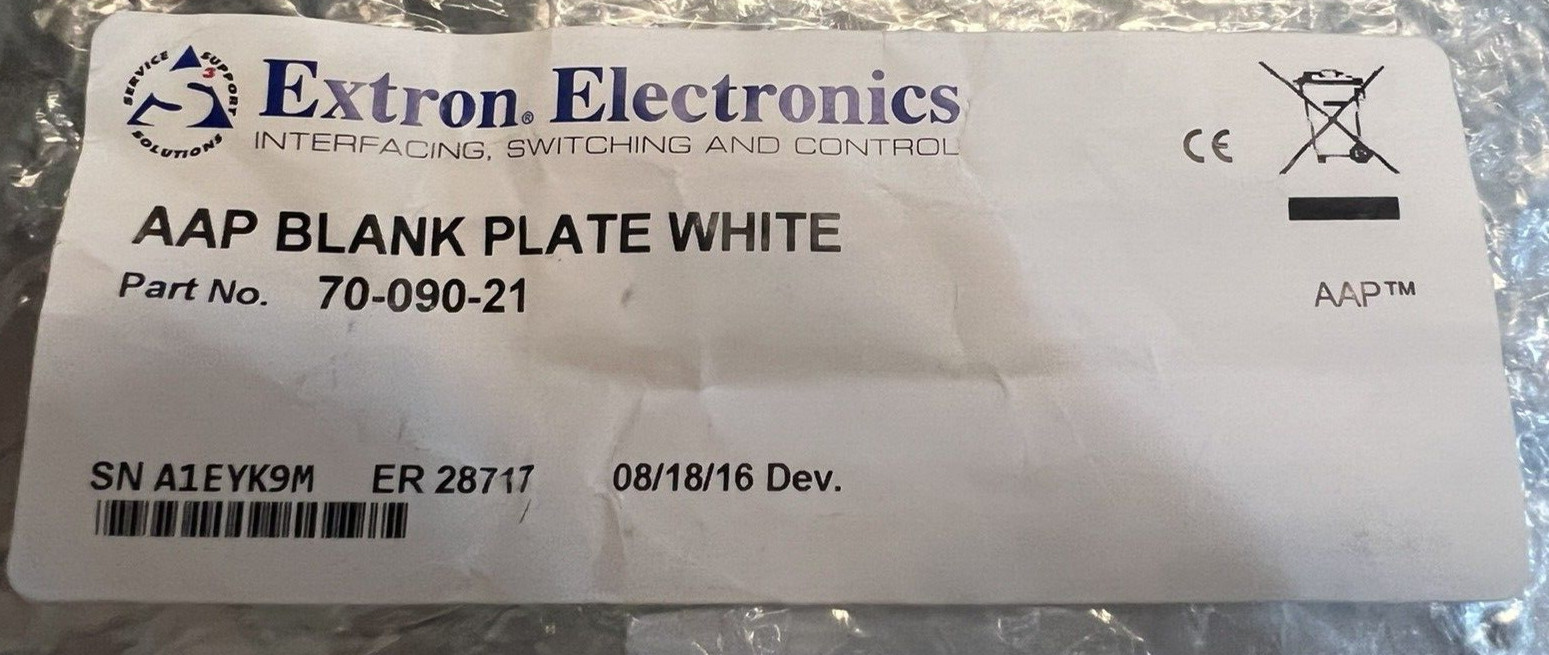 SERVICE SUPPORT SOLUTIONS
3
Extron® Electronics
INTERFACING, SWITCHING AND CONTROL
CE
AAP BLANK PLATE WHITE
Part No. 70-090-21
AAP™
SN A1EYK9M ER 28717 08/18/16 Dev.